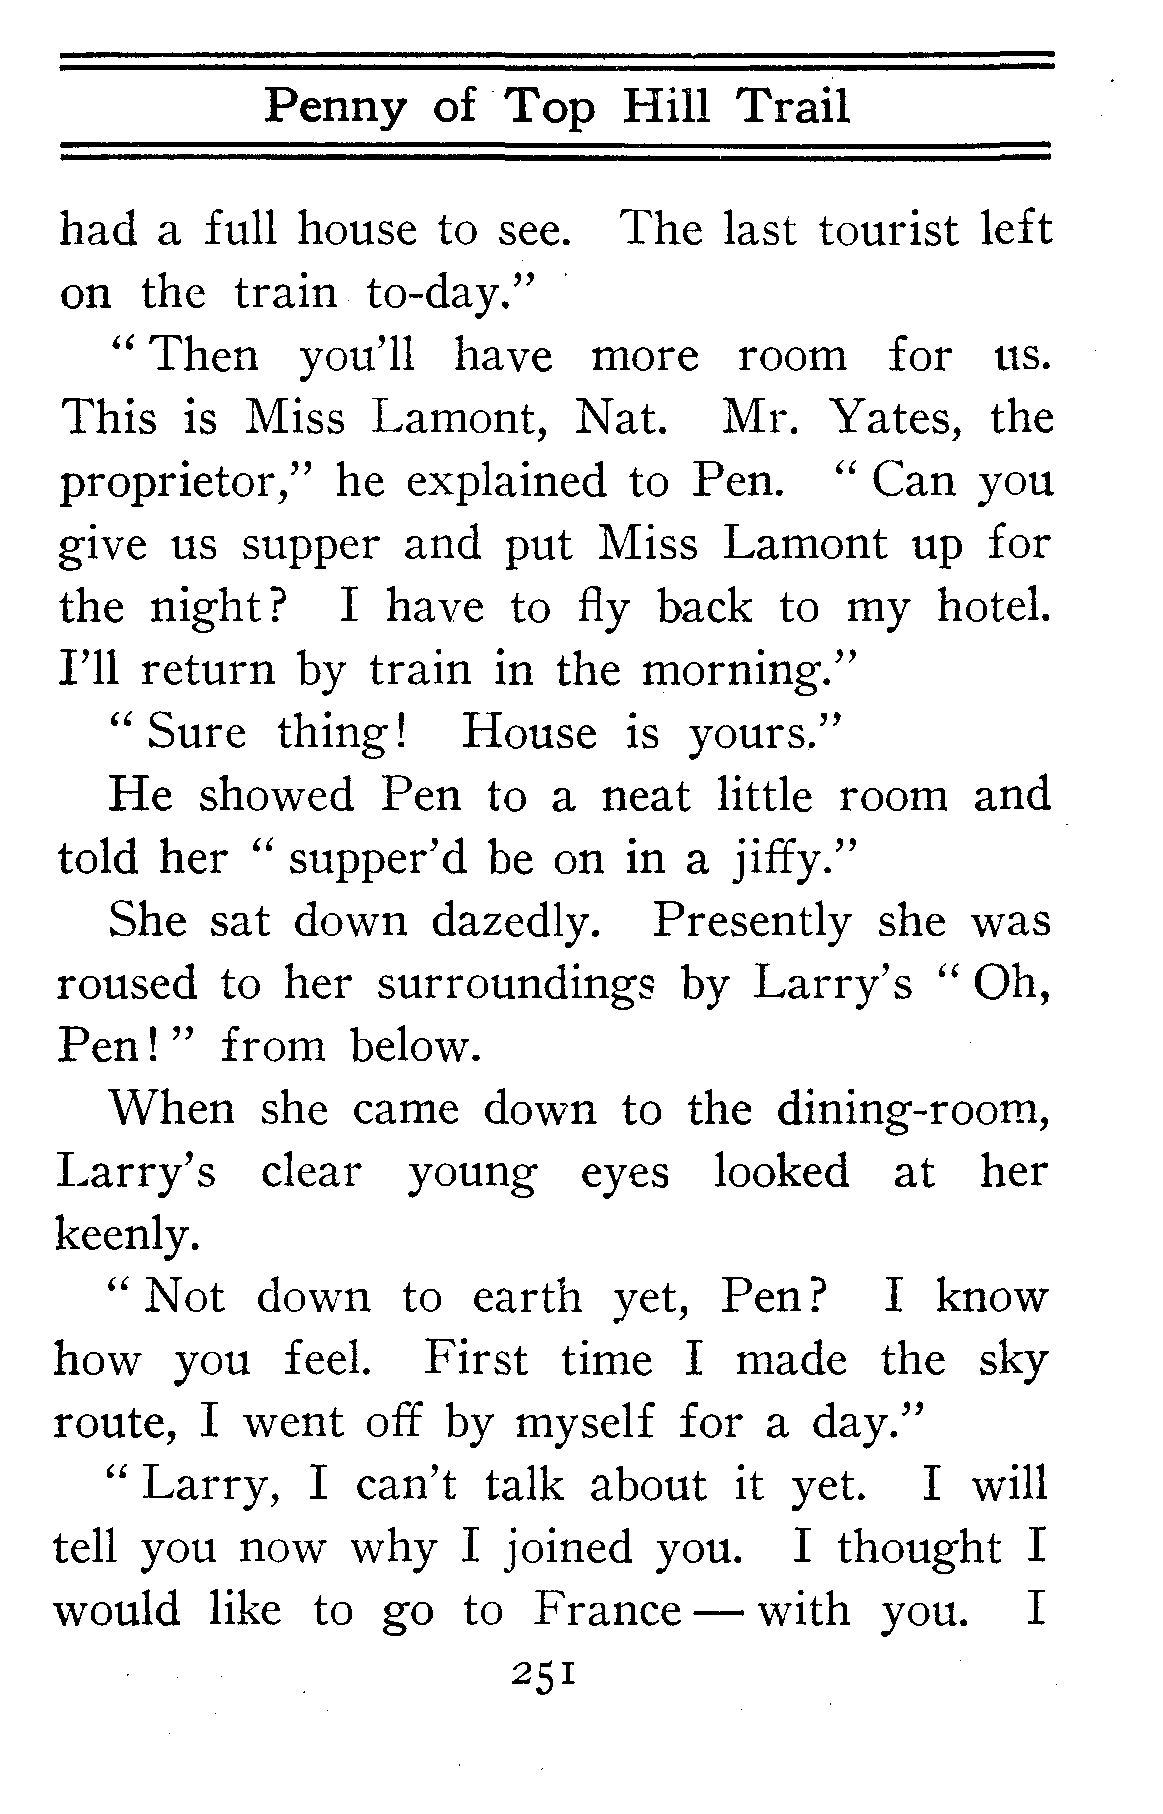 Penny of Top Hill Trail
had a full house to see. The last tourist left
on the train to-day.”
“ Then you’ll have more room for us.
This is Miss Lamont, Nat. Mr. Yates, the
proprietor,” he explained to Pen. “ Can you
give us supper and put Miss Lamont up for
the night? I have to fly back to my hotel.
I’ll return by train in the morning.”
“ Sure thing! House is yours.”
He showed Pen to a neat little room and
told her “ supper’d be on in a jiffy.”
She sat down dazedly. Presently she was
roused to her surroundings by Larry’s “ Oh,
Pen! ” from below.
When she came down to the dining-room,
Larry’s clear young eyes looked at her
keenly.
“ Not down to earth yet, Pen? I know
how you feel. First time I made the sky
route, I went off by myself for a day.”
“ Larry, I can’t talk about it yet. I will
tell you now why I joined you. I thought I
would like to go to France — with you. I
251